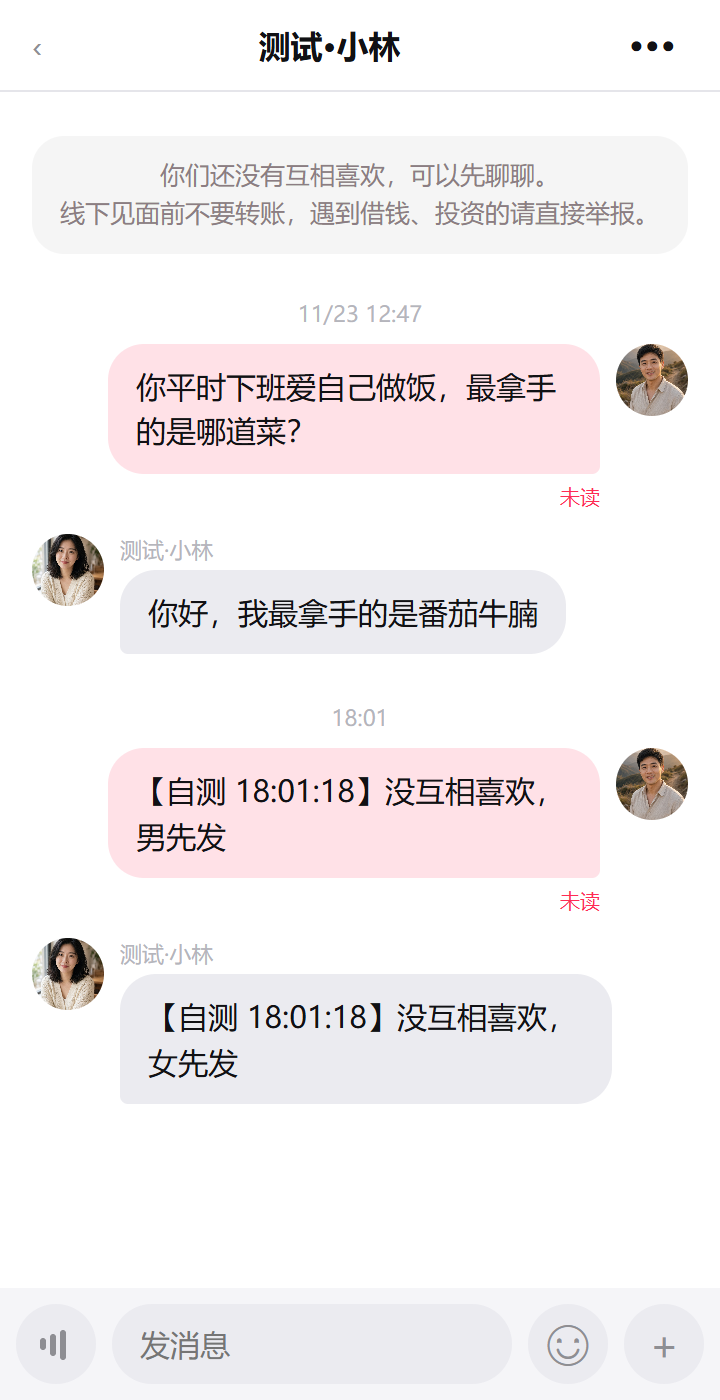 测试·小林
你们还没有互相喜欢，可以先聊聊。
线下见面前不要转账，遇到借钱、投资的请直接举报。
11/23 12:47
你平时下班爱自己做饭，最拿手
的是哪道菜？
未读
测试·小林
你好，我最拿手的是番茄牛腩
18:01
【自测 18:01:18】没互相喜欢，
男先发
未读
测试·小林
【自测 18:01:18】没互相喜欢，
女先发
发消息